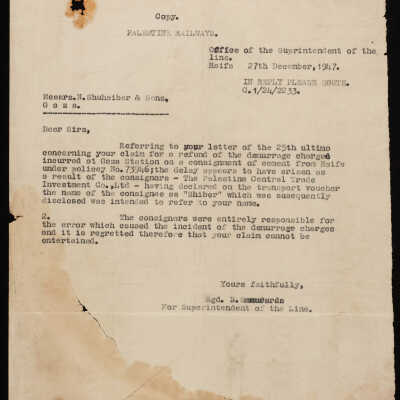 Copy.
PALESTINE RAILWAYS.
Office of the Suprintendent of the
line.
Haifa 27th December, 1947.
IN REPLY PLEASE QUOTE.
G.1/24/2233.
Messrs.N.Shuhaiber & Sons.
Gaza.
Dear Sirs,
Referring to your letter of the 25th ultimo
concerning your claim for a refund of the demurrage charged
incurred at Gaza Station on a consignment of cement from Haifa
under policey No.73946;the delay appears to have arisen as
a result of the consignors - The Palestine Central Trade
Investment Co.,Ltd - having declared on the transport voucher
the name of the consignee as "Shiber" which was susequently
disclosed was intended to refer to your name.
2. The consignors were entirely responsible for
the error which caused the incident of the demurrage charges
and it is regretted therefore that your claim cannot be
entertained.
Yours faithfully,
Sgd. D.
For Superintendent of the Line.